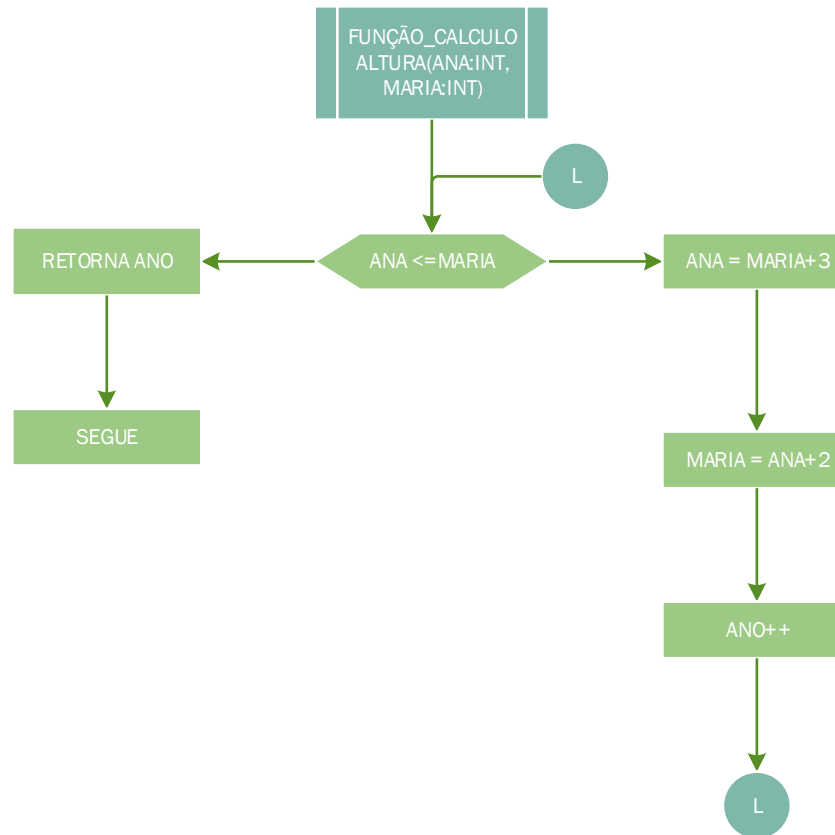 FUNÇÃO_CALCULO
ALTURA(ANA:INT,
MARIA:INT)
L
RETORNA ANO
ANA <=MARIA
ANA = MARIA+3
SEGUE
MARIA = ANA+2
ANO++
L